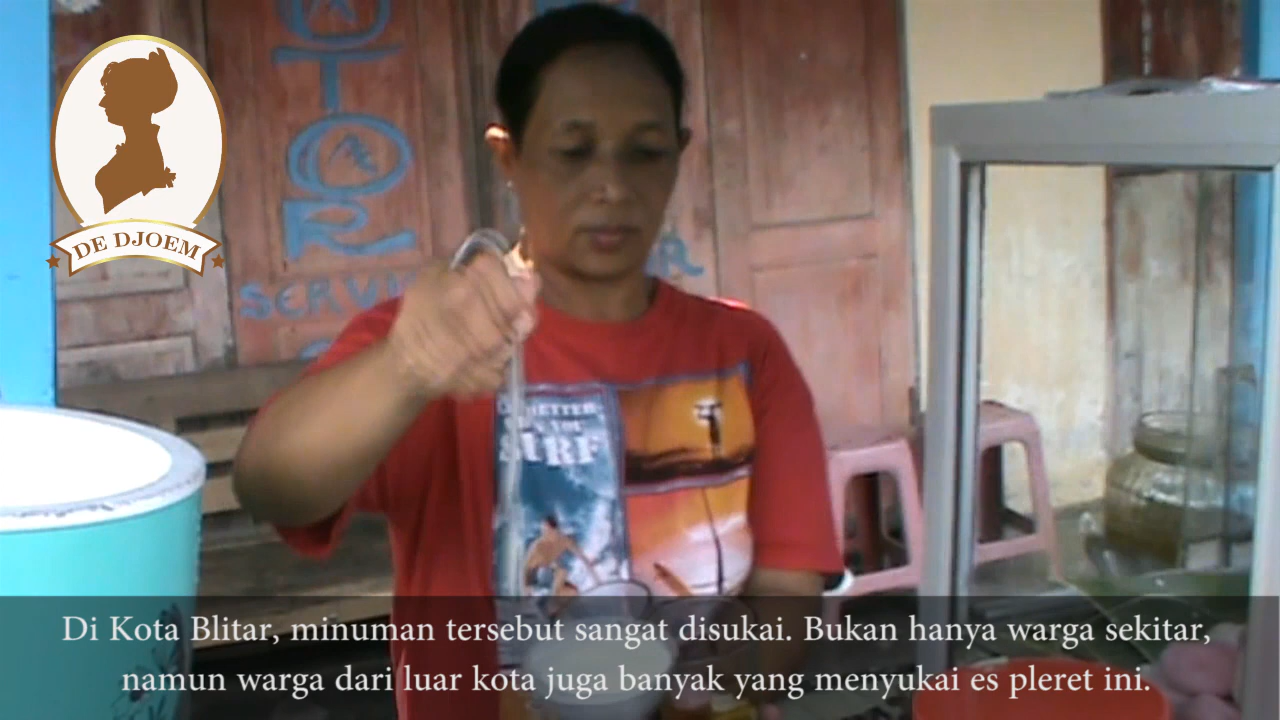 DE DJOEM
SERVI
SURF
Di Kota Blitar, minuman tersebut sangat disukai. Bukan hanya warga sekitar,
namun warga dari luar kota juga banyak yang menyukai es pleret ini.